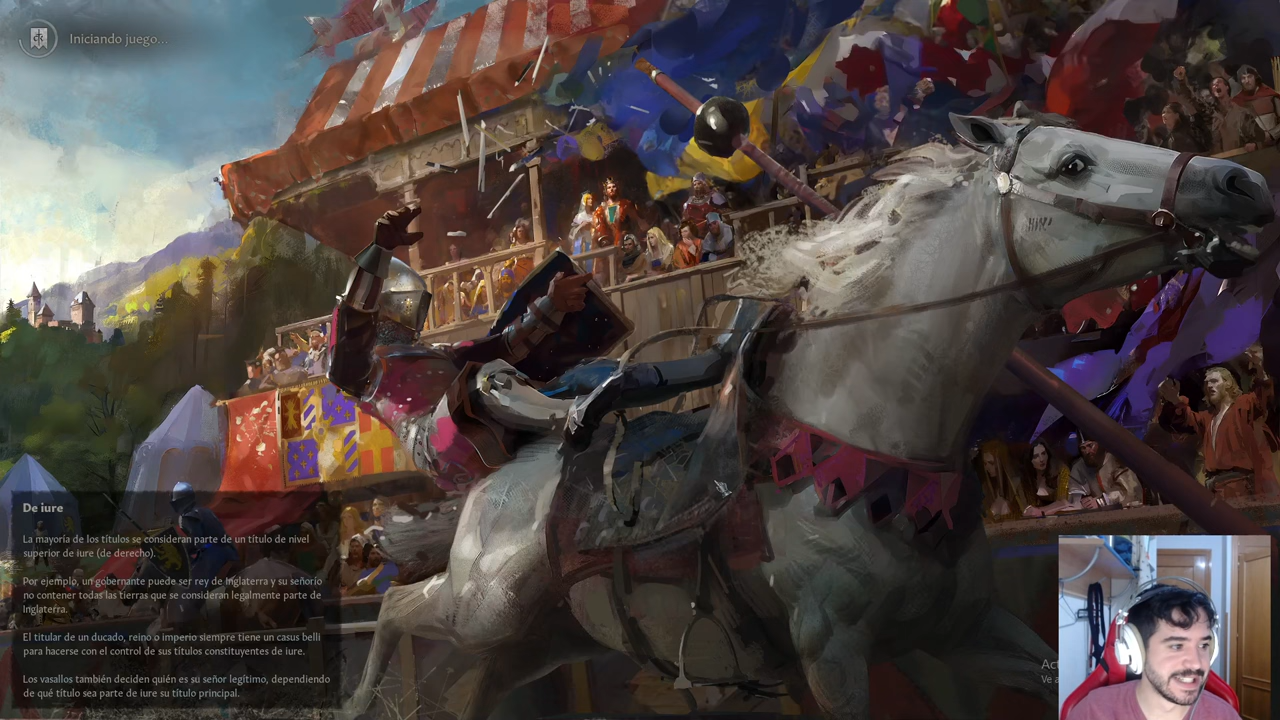 Iniciando juego...
De iure
La mayoría de los títulos se consideran parte de un título de nivel
superior de iure (de derecho).
Por ejemplo, un gobernante puede ser rey de Inglaterra y su señorío
no contener todas las tierras que se consideran legalmente parte de
Inglaterra.
El titular de un ducado, reino o imperio siempre tiene un casus belli
para hacerse con el control de sus títulos constituyentes de iure.
Los vasallos también deciden quién es su señor legítimo, dependiendo
de qué título sea parte de iure su título principal.